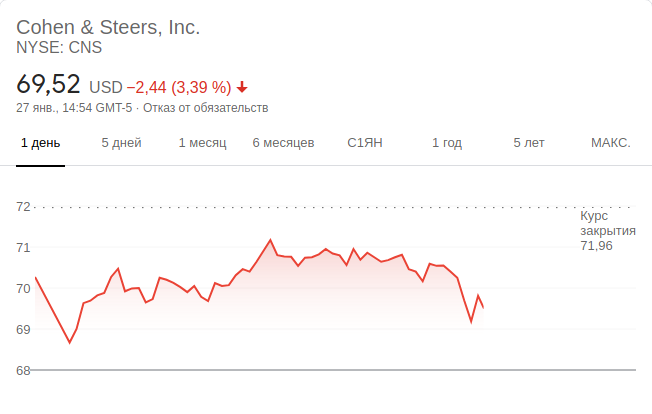 Cohen & Steers, Inc.
NYSE: CNS
69,52 USD −2,44 (3,39 %)
27 янв., 14:54 GMT-5 · Отказ от обязательств
1 день 5 дней 1 месяц 6 месяцев С1ЯН 1 год 5 лет МАКС.
72
Курс
закрытия
71,96
71
70
69
68